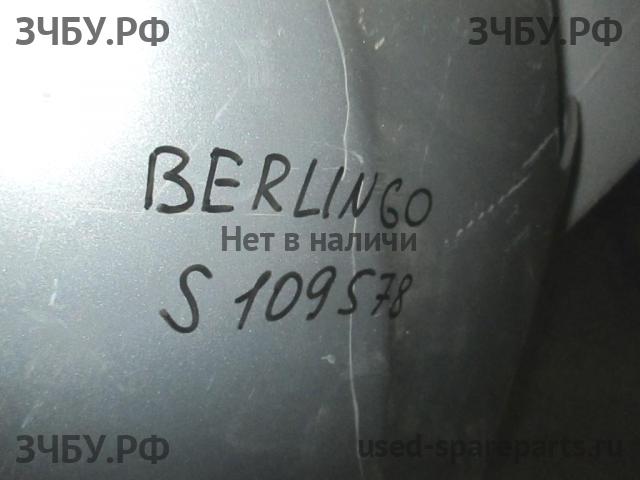 ЗЧБУ.РФ ЗЧБУ.РФ
BERLINGO
Нет в наличи
S 109578
ЗЧБУ.РФ used-spareparts.ru